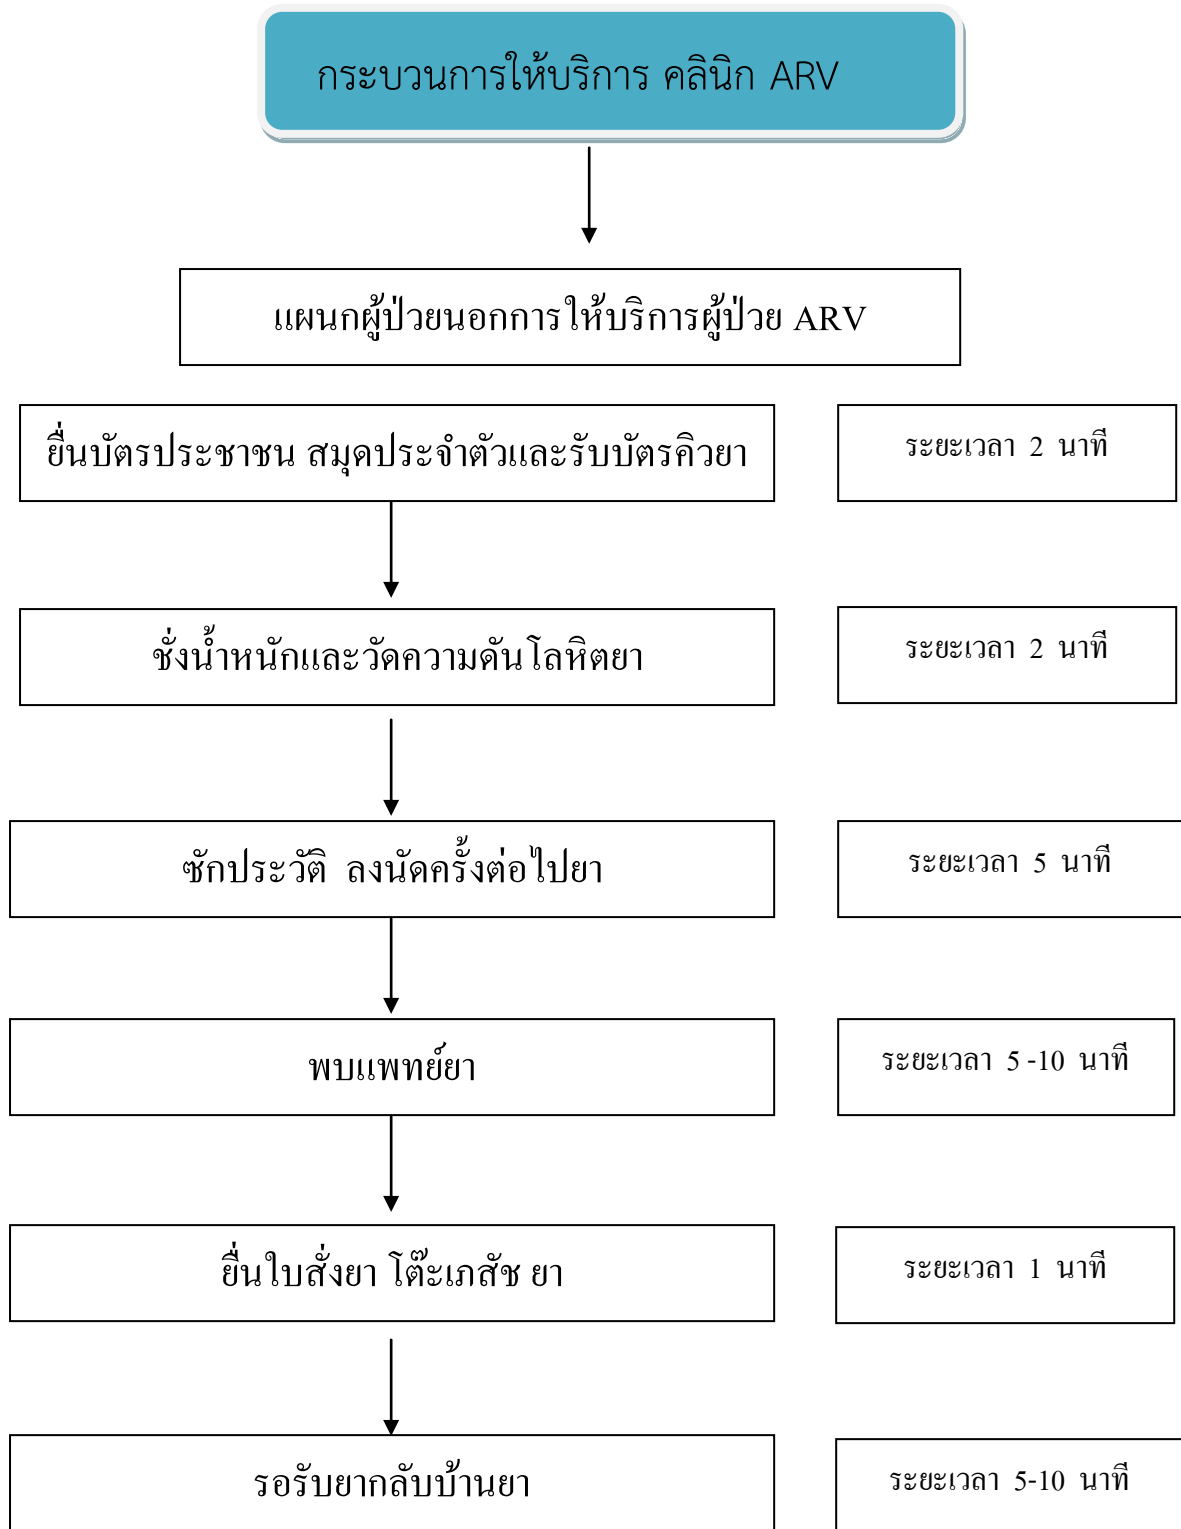 กระบวนการให้บริการ คลินิก ARV
แผนกผู้ป่วยนอกการให้บริการผู้ป่วย ARV
ยื่นบัตรประชาชน สมุดประจำตัวและรับบัตรคิวยา
ระยะเวลา 2 นาที
ชั่งน้ำหนักและวัดความดันโลหิตยา
ระยะเวลา 2 นาที
ซักประวัติ ลงนัดครั้งต่อไปยา
ระยะเวลา 5 นาที
พบแพทย์ยา
ระยะเวลา 5 -10 นาที
ยื่นใบสั่งยา โต๊ะเภสัช ยา
ระยะเวลา 1 นาที
รอรับยากลับบ้านยา
ระยะเวลา 5-10 นาที